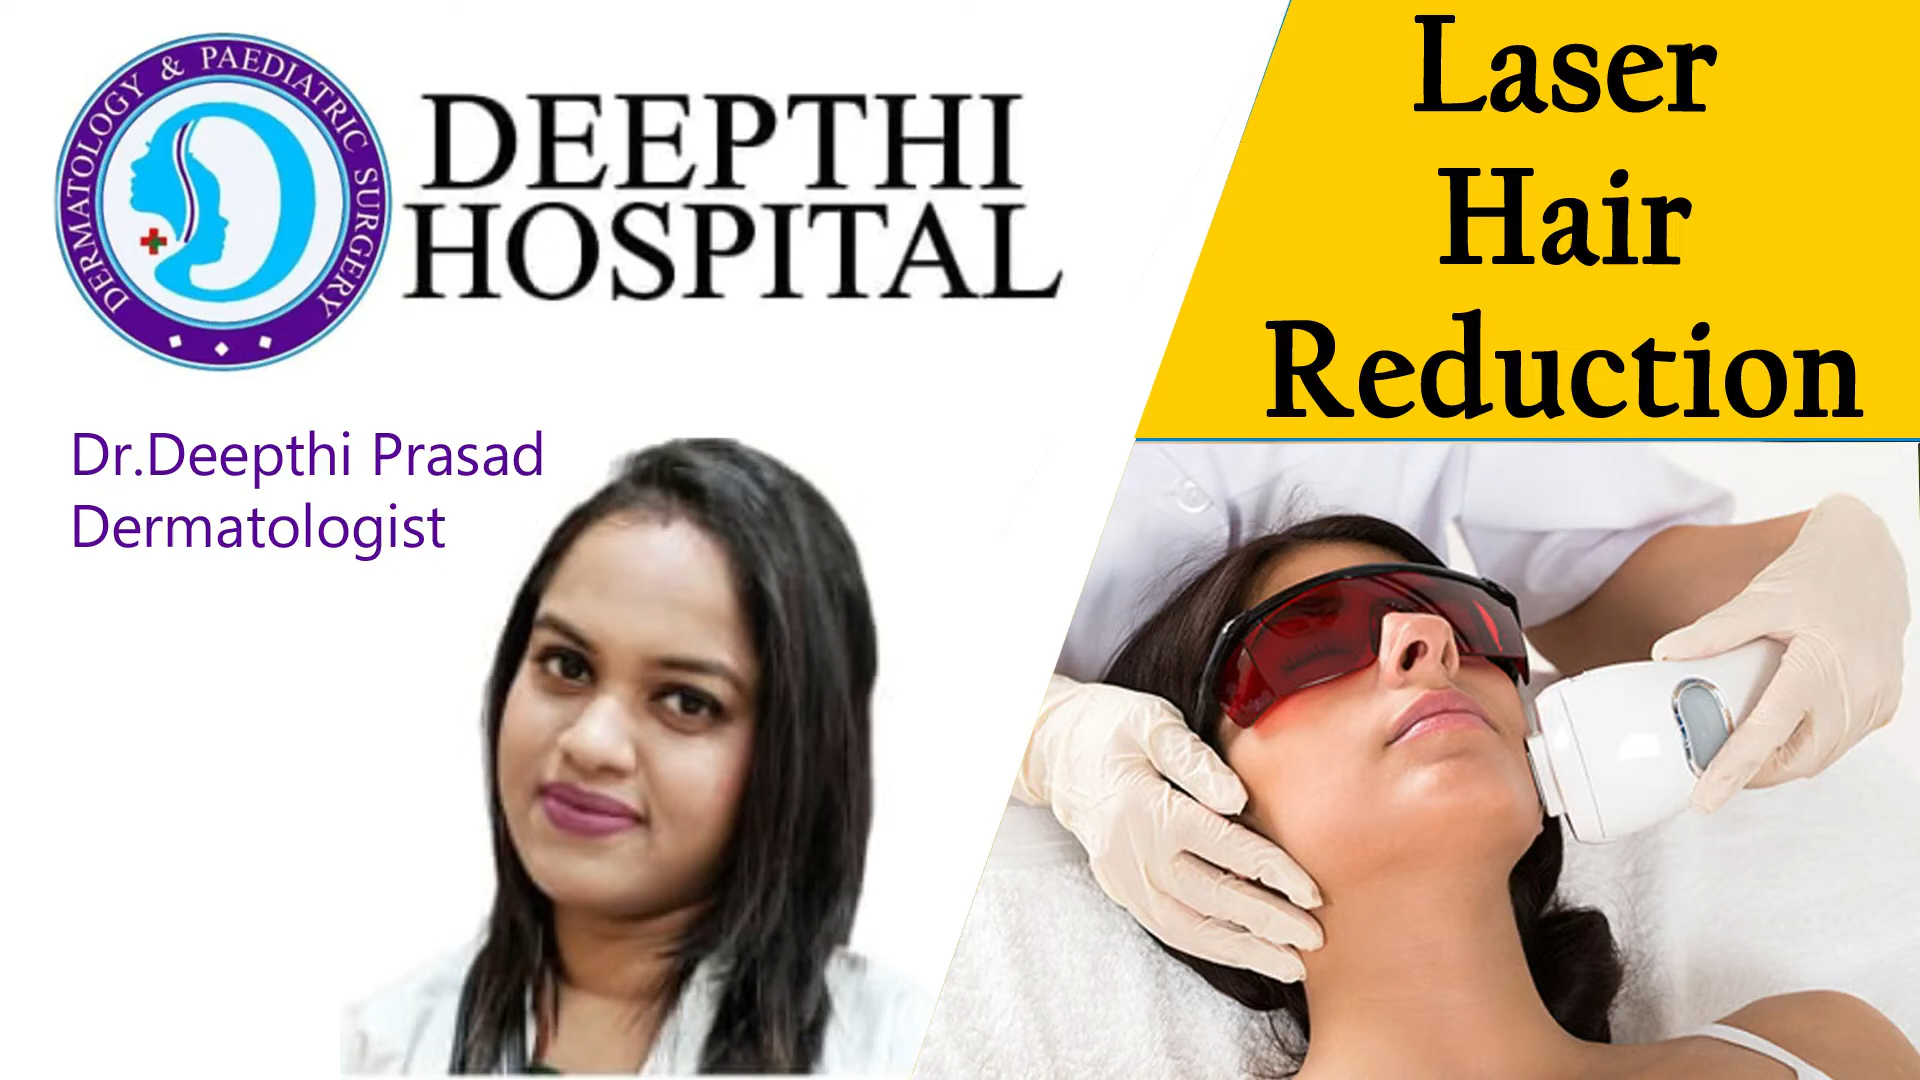 DERMATOLOGY & PAEDIATRIC SURGERY
DEEPTHI
HOSPITAL
Dr.Deepthi Prasad
Dermatologist
Laser
Hair
Reduction